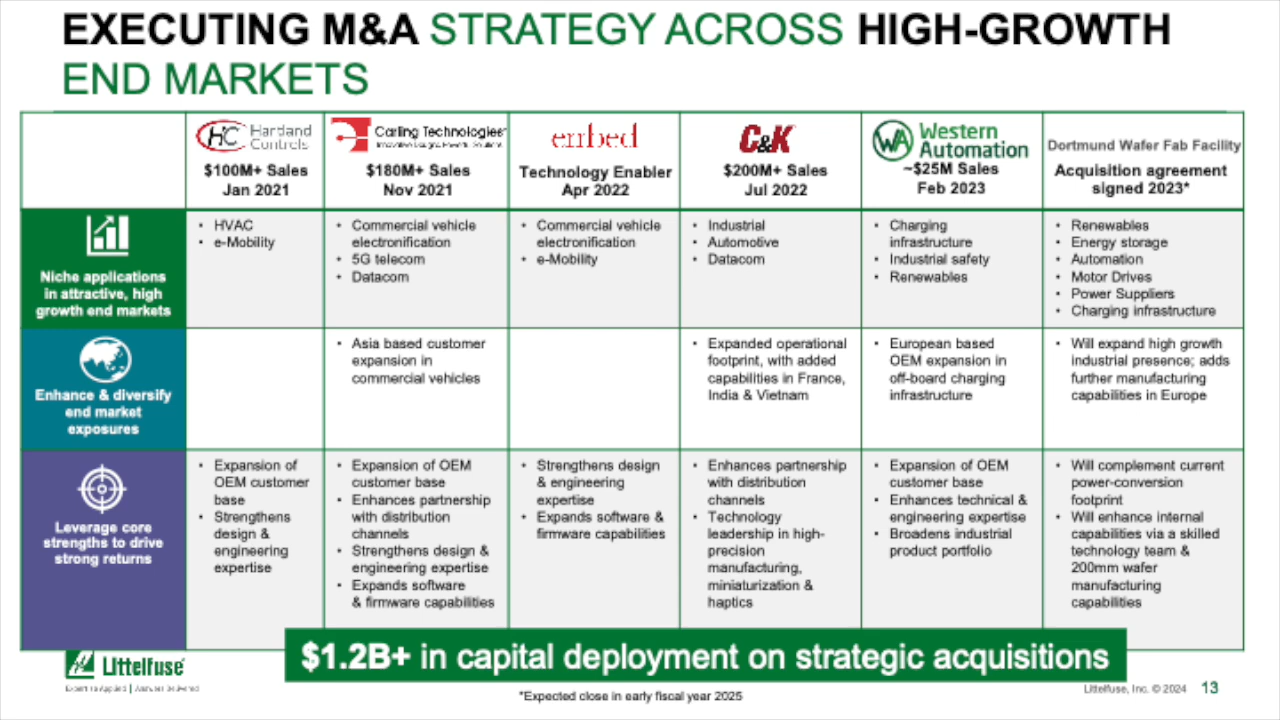 EXECUTING M&A STRATEGY ACROSS HIGH-GROWTH
END MARKETS
HC Hartland
Controls
$100M+ Sales
Jan 2021
Carling Technologies
Innovative Designs. Powerful Solutions.
$180M+ Sales
Nov 2021
embed
Technology Enabler
Apr 2022
C&K
$200M+ Sales
Jul 2022
WA Western
Automation
~$25M Sales
Feb 2023
Dortmund Wafer Fab Facility
Acquisition agreement
signed 2023*
Niche applications
in attractive, high
growth end markets
• HVAC
• e-Mobility
• Commercial vehicle
electronification
• 5G telecom
• Datacom
• Commercial vehicle
electronification
• e-Mobility
• Industrial
• Automotive
• Datacom
• Charging
infrastructure
• Industrial safety
• Renewables
• Renewables
• Energy storage
• Automation
• Motor Drives
• Power Suppliers
• Charging infrastructure
Enhance & diversify
end market
exposures
• Asia based customer
expansion in
commercial vehicles
• Expanded operational
footprint, with added
capabilities in France,
India & Vietnam
• European based
OEM expansion in
off-board charging
infrastructure
• Will expand high growth
industrial presence; adds
further manufacturing
capabilities in Europe
Leverage core
strengths to drive
strong returns
• Expansion of
OEM customer
base
• Strengthens
design &
engineering
expertise
• Expansion of OEM
customer base
• Enhances partnership
with distribution
channels
• Strengthens design &
engineering expertise
• Expands software
& firmware capabilities
• Strengthens design
& engineering
expertise
• Expands software &
firmware capabilities
• Enhances partnership
with distribution
channels
• Technology
leadership in high-
precision
manufacturing,
miniaturization &
haptics
• Expansion of OEM
customer base
• Enhances technical &
engineering expertise
• Broadens industrial
product portfolio
• Will complement current
power-conversion
footprint
• Will enhance internal
capabilities via a skilled
technology team &
200mm wafer
manufacturing
capabilities
$1.2B+ in capital deployment on strategic acquisitions
Littelfuse
Expertise Applied | Answers Delivered
*Expected close in early fiscal year 2025
Littelfuse, Inc. © 2024 13